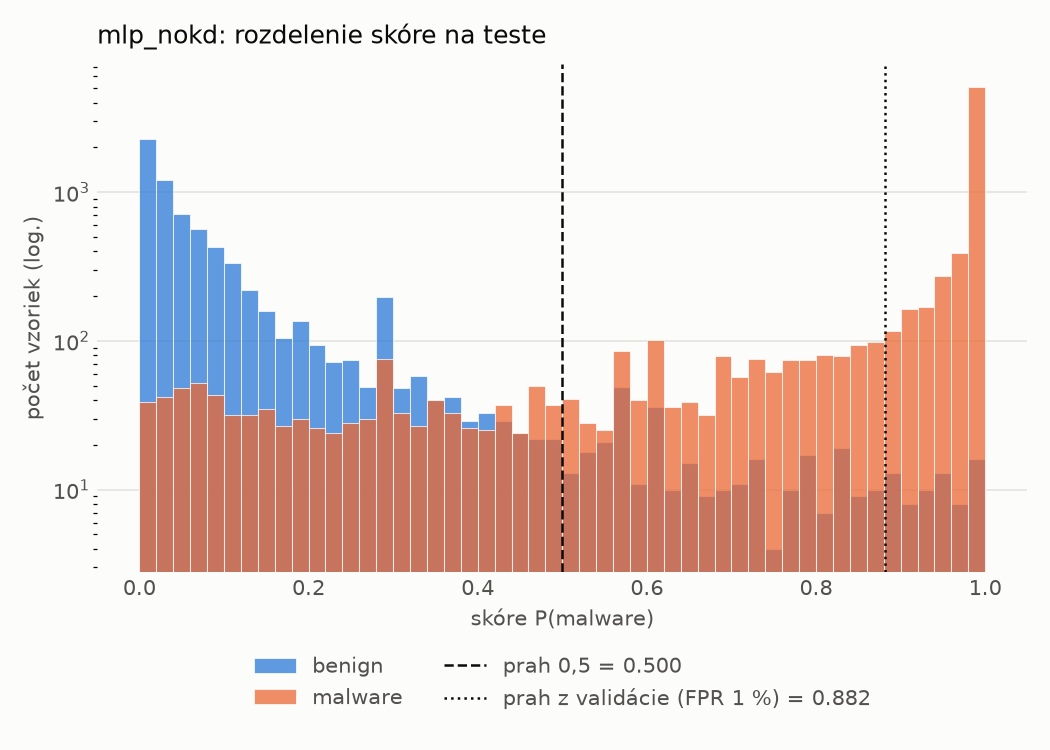 mlp_nokd: rozdelenie skóre na teste
počet vzoriek (log.)
10³
10²
10¹
0.0 0.2 0.4 0.6 0.8 1.0
skóre P(malware)
benign
malware
prah 0,5 = 0.500
prah z validácie (FPR 1 %) = 0.882